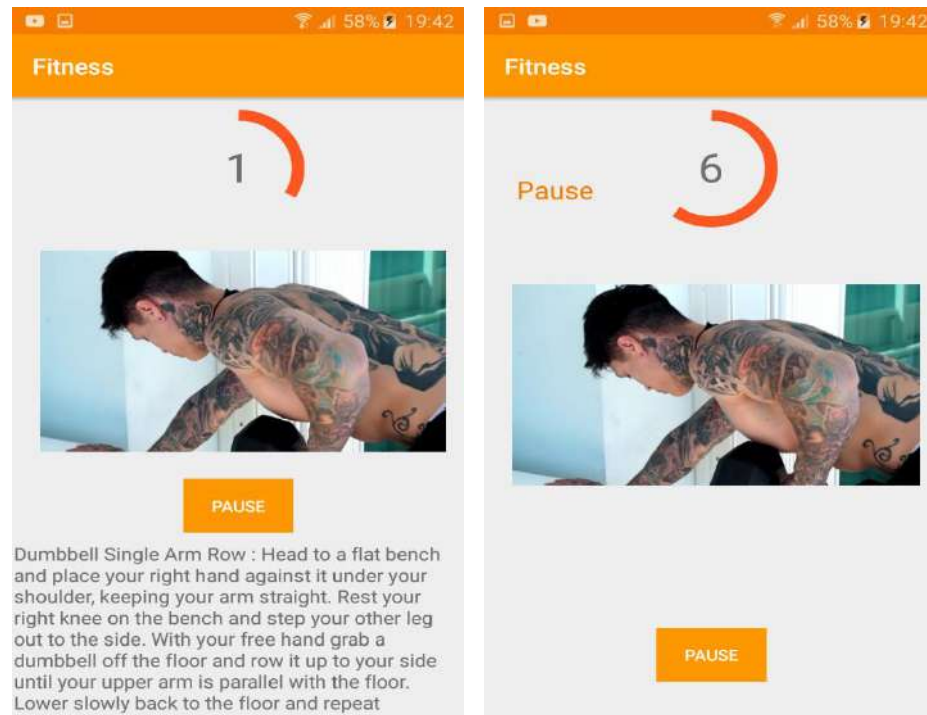 58% 19:42
Fitness
1
PAUSE
Dumbbell Single Arm Row : Head to a flat bench
and place your right hand against it under your
shoulder, keeping your arm straight. Rest your
right knee on the bench and step your other leg
out to the side. With your free hand grab a
dumbbell off the floor and row it up to your side
until your upper arm is parallel with the floor.
Lower slowly back to the floor and repeat
58% 19:42
Fitness
6
Pause
PAUSE